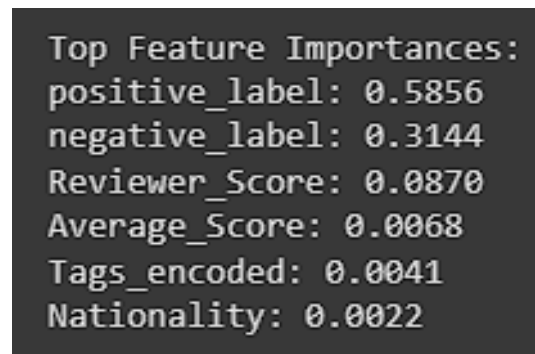 Top Feature Importances:
positive_label: 0.5856
negative_label: 0.3144
Reviewer_Score: 0.0870
Average_Score: 0.0068
Tags_encoded: 0.0041
Nationality: 0.0022